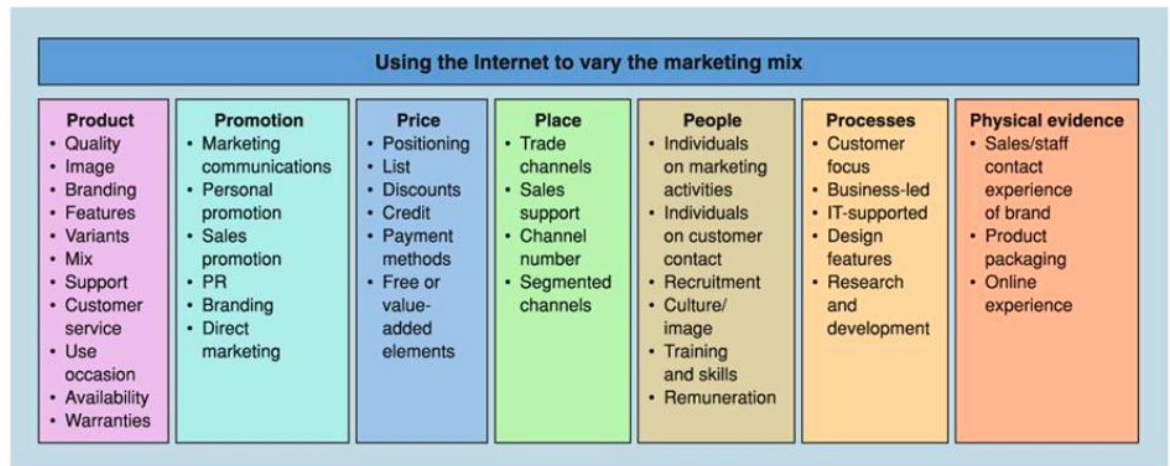 Using the Internet to vary the marketing mix
Product
• Quality
• Image
• Branding
• Features
• Variants
• Mix
• Support
• Customer
service
• Use
occasion
• Availability
• Warranties
Promotion
• Marketing
communications
• Personal
promotion
• Sales
promotion
• PR
• Branding
• Direct
marketing
Price
• Positioning
• List
• Discounts
• Credit
• Payment
methods
• Free or
value-
added
elements
Place
• Trade
channels
• Sales
support
• Channel
number
• Segmented
channels
People
• Individuals
on marketing
activities
• Individuals
on customer
contact
• Recruitment
• Culture/
image
• Training
and skills
• Remuneration
Processes
• Customer
focus
• Business-led
• IT-supported
• Design
features
• Research
and
development
Physical evidence
• Sales/staff
contact
experience
of brand
• Product
packaging
• Online
experience